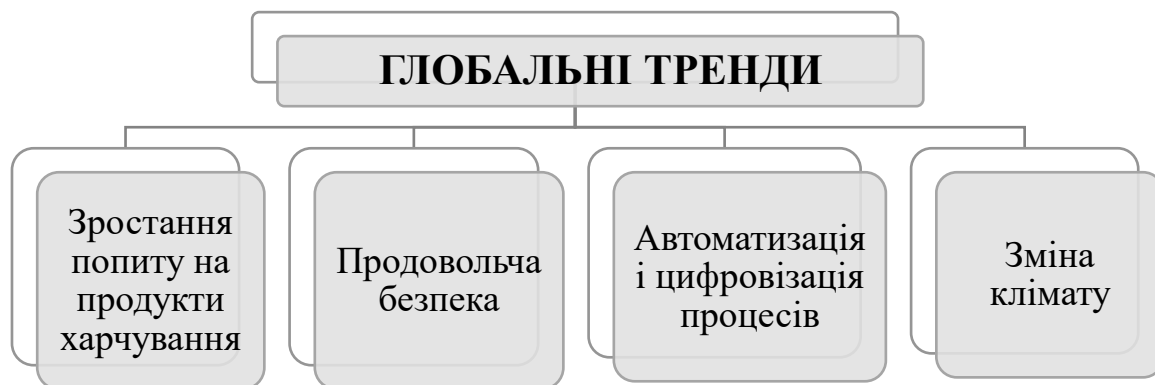 ГЛОБАЛЬНІ ТРЕНДИ
Зростання
попиту на
продукти
харчування
Продовольча
безпека
Автоматизація
і цифровізація
процесів
Зміна
клімату